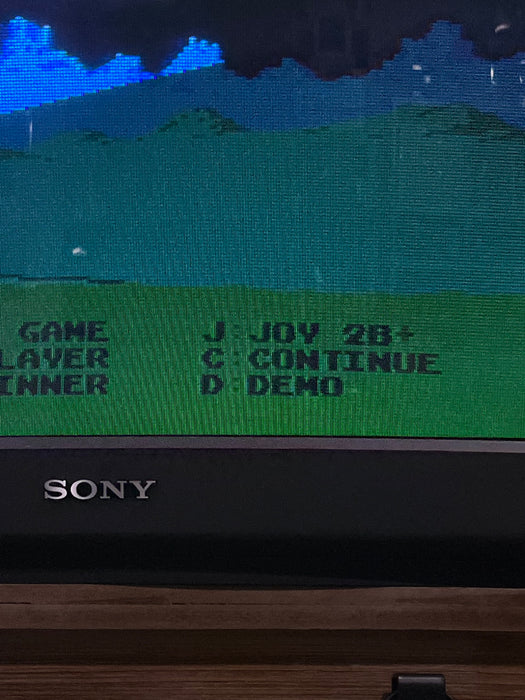 GAME J:JOY 2B+
LAYER C:CONTINUE
INNER D:DEMO
SONY